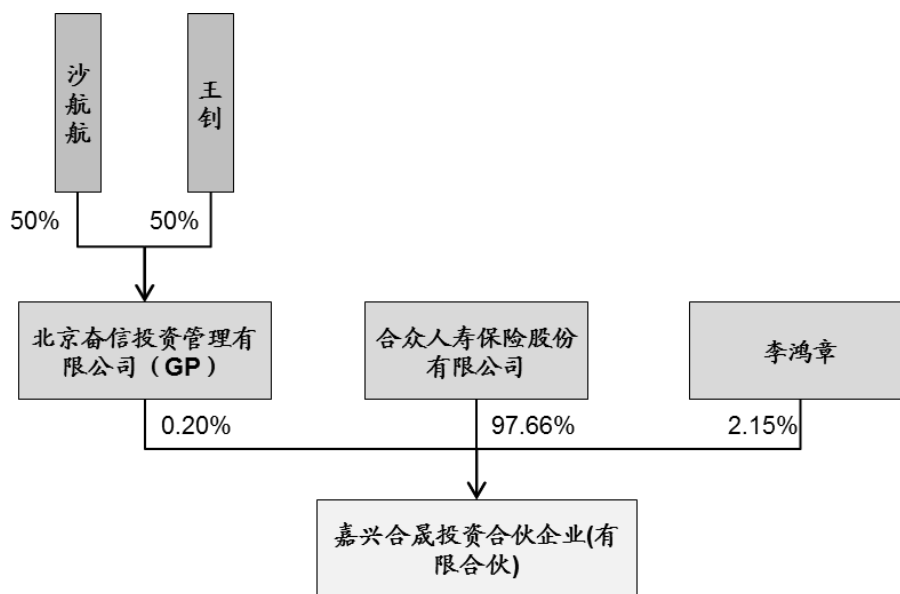 沙航航
王钊
50%
50%
北京奋信投资管理有
限公司（GP）
合众人寿保险股份
有限公司
李鸿章
0.20%
97.66%
2.15%
嘉兴合晟投资合伙企业(有
限合伙)